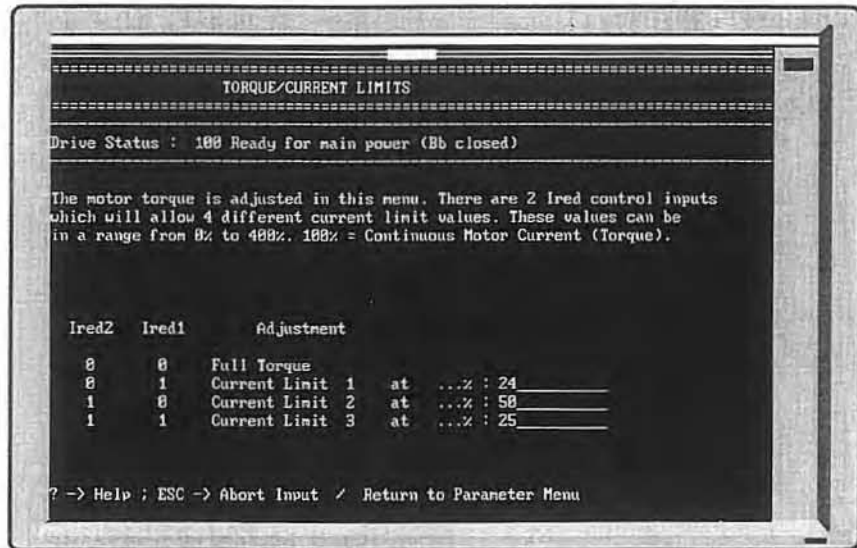 TORQUE/CURRENT LIMITS
Drive Status : 100 Ready for main power (Bb closed)
The motor torque is adjusted in this menu. There are 2 Ired control inputs
which will allow 4 different current limit values. These values can be
in a range from 0% to 400%. 100% = Continuous Motor Current (Torque).
Ired2 Ired1 Adjustment
0 0 Full Torque
0 1 Current Limit 1 at ...% : 24
1 0 Current Limit 2 at ...% : 50
1 1 Current Limit 3 at ...% : 25
? -> Help ; ESC -> Abort Input / Return to Parameter Menu